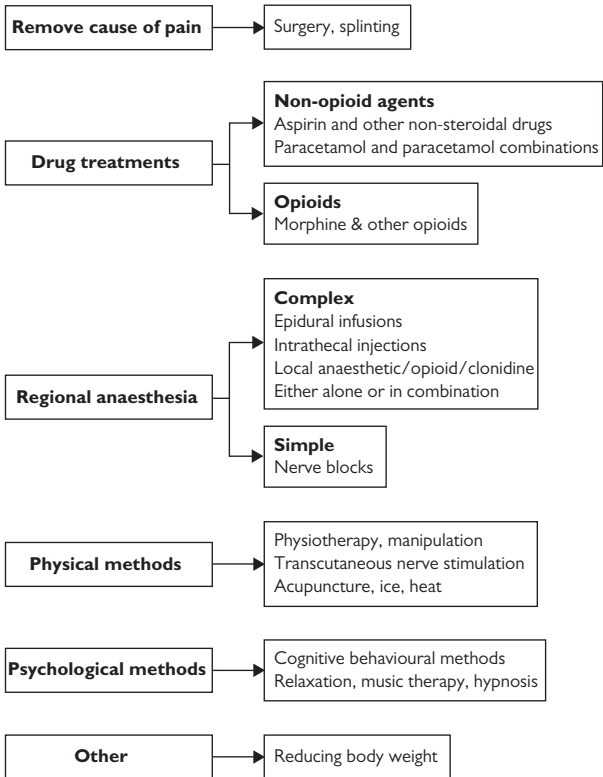 Remove cause of pain
Surgery, splinting
Drug treatments
Non-opioid agents
Aspirin and other non-steroidal drugs
Paracetamol and paracetamol combinations
Opioids
Morphine & other opioids
Regional anaesthesia
Complex
Epidural infusions
Intrathecal injections
Local anaesthetic/opioid/clonidine
Either alone or in combination
Simple
Nerve blocks
Physical methods
Physiotherapy, manipulation
Transcutaneous nerve stimulation
Acupuncture, ice, heat
Psychological methods
Cognitive behavioural methods
Relaxation, music therapy, hypnosis
Other
Reducing body weight